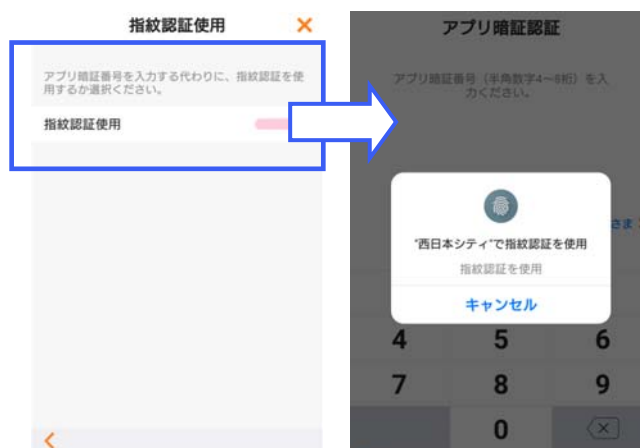 指紋認証使用
アプリ暗証番号を入力する代わりに、指紋認証を使
用するか選択ください。
指紋認証使用
アプリ暗証認証
アプリ暗証番号（半角数字4〜8桁）を入
力ください。
さま
"西日本シティ"で指紋認証を使用
指紋認証を使用
キャンセル
4 5 6
7 8 9
0